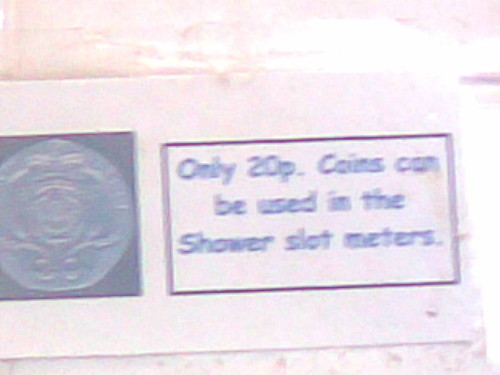 Only 20p. Coins can
be used in the
Shower slot meters.